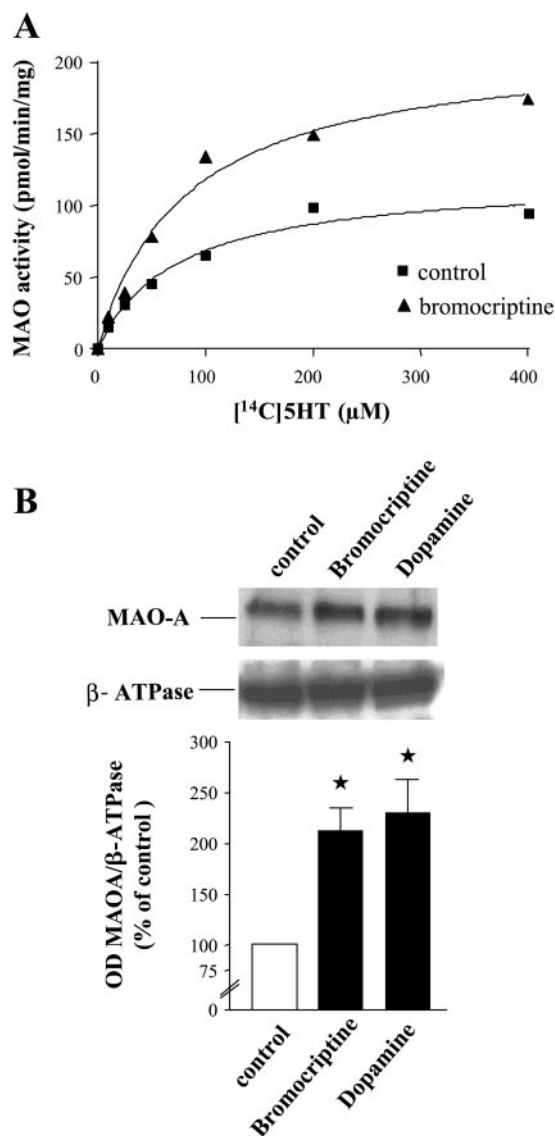 A
MAO activity (pmol/min/mg)
200
150
100
50
0
0
100
200
300
400
[¹⁴C]5HT (µM)
control
bromocriptine
B
control
Bromocriptine
Dopamine
MAO-A
β- ATPase
OD MAOA/β-ATPase
(% of control)
300
250
200
150
100
75
0
control
Bromocriptine
Dopamine